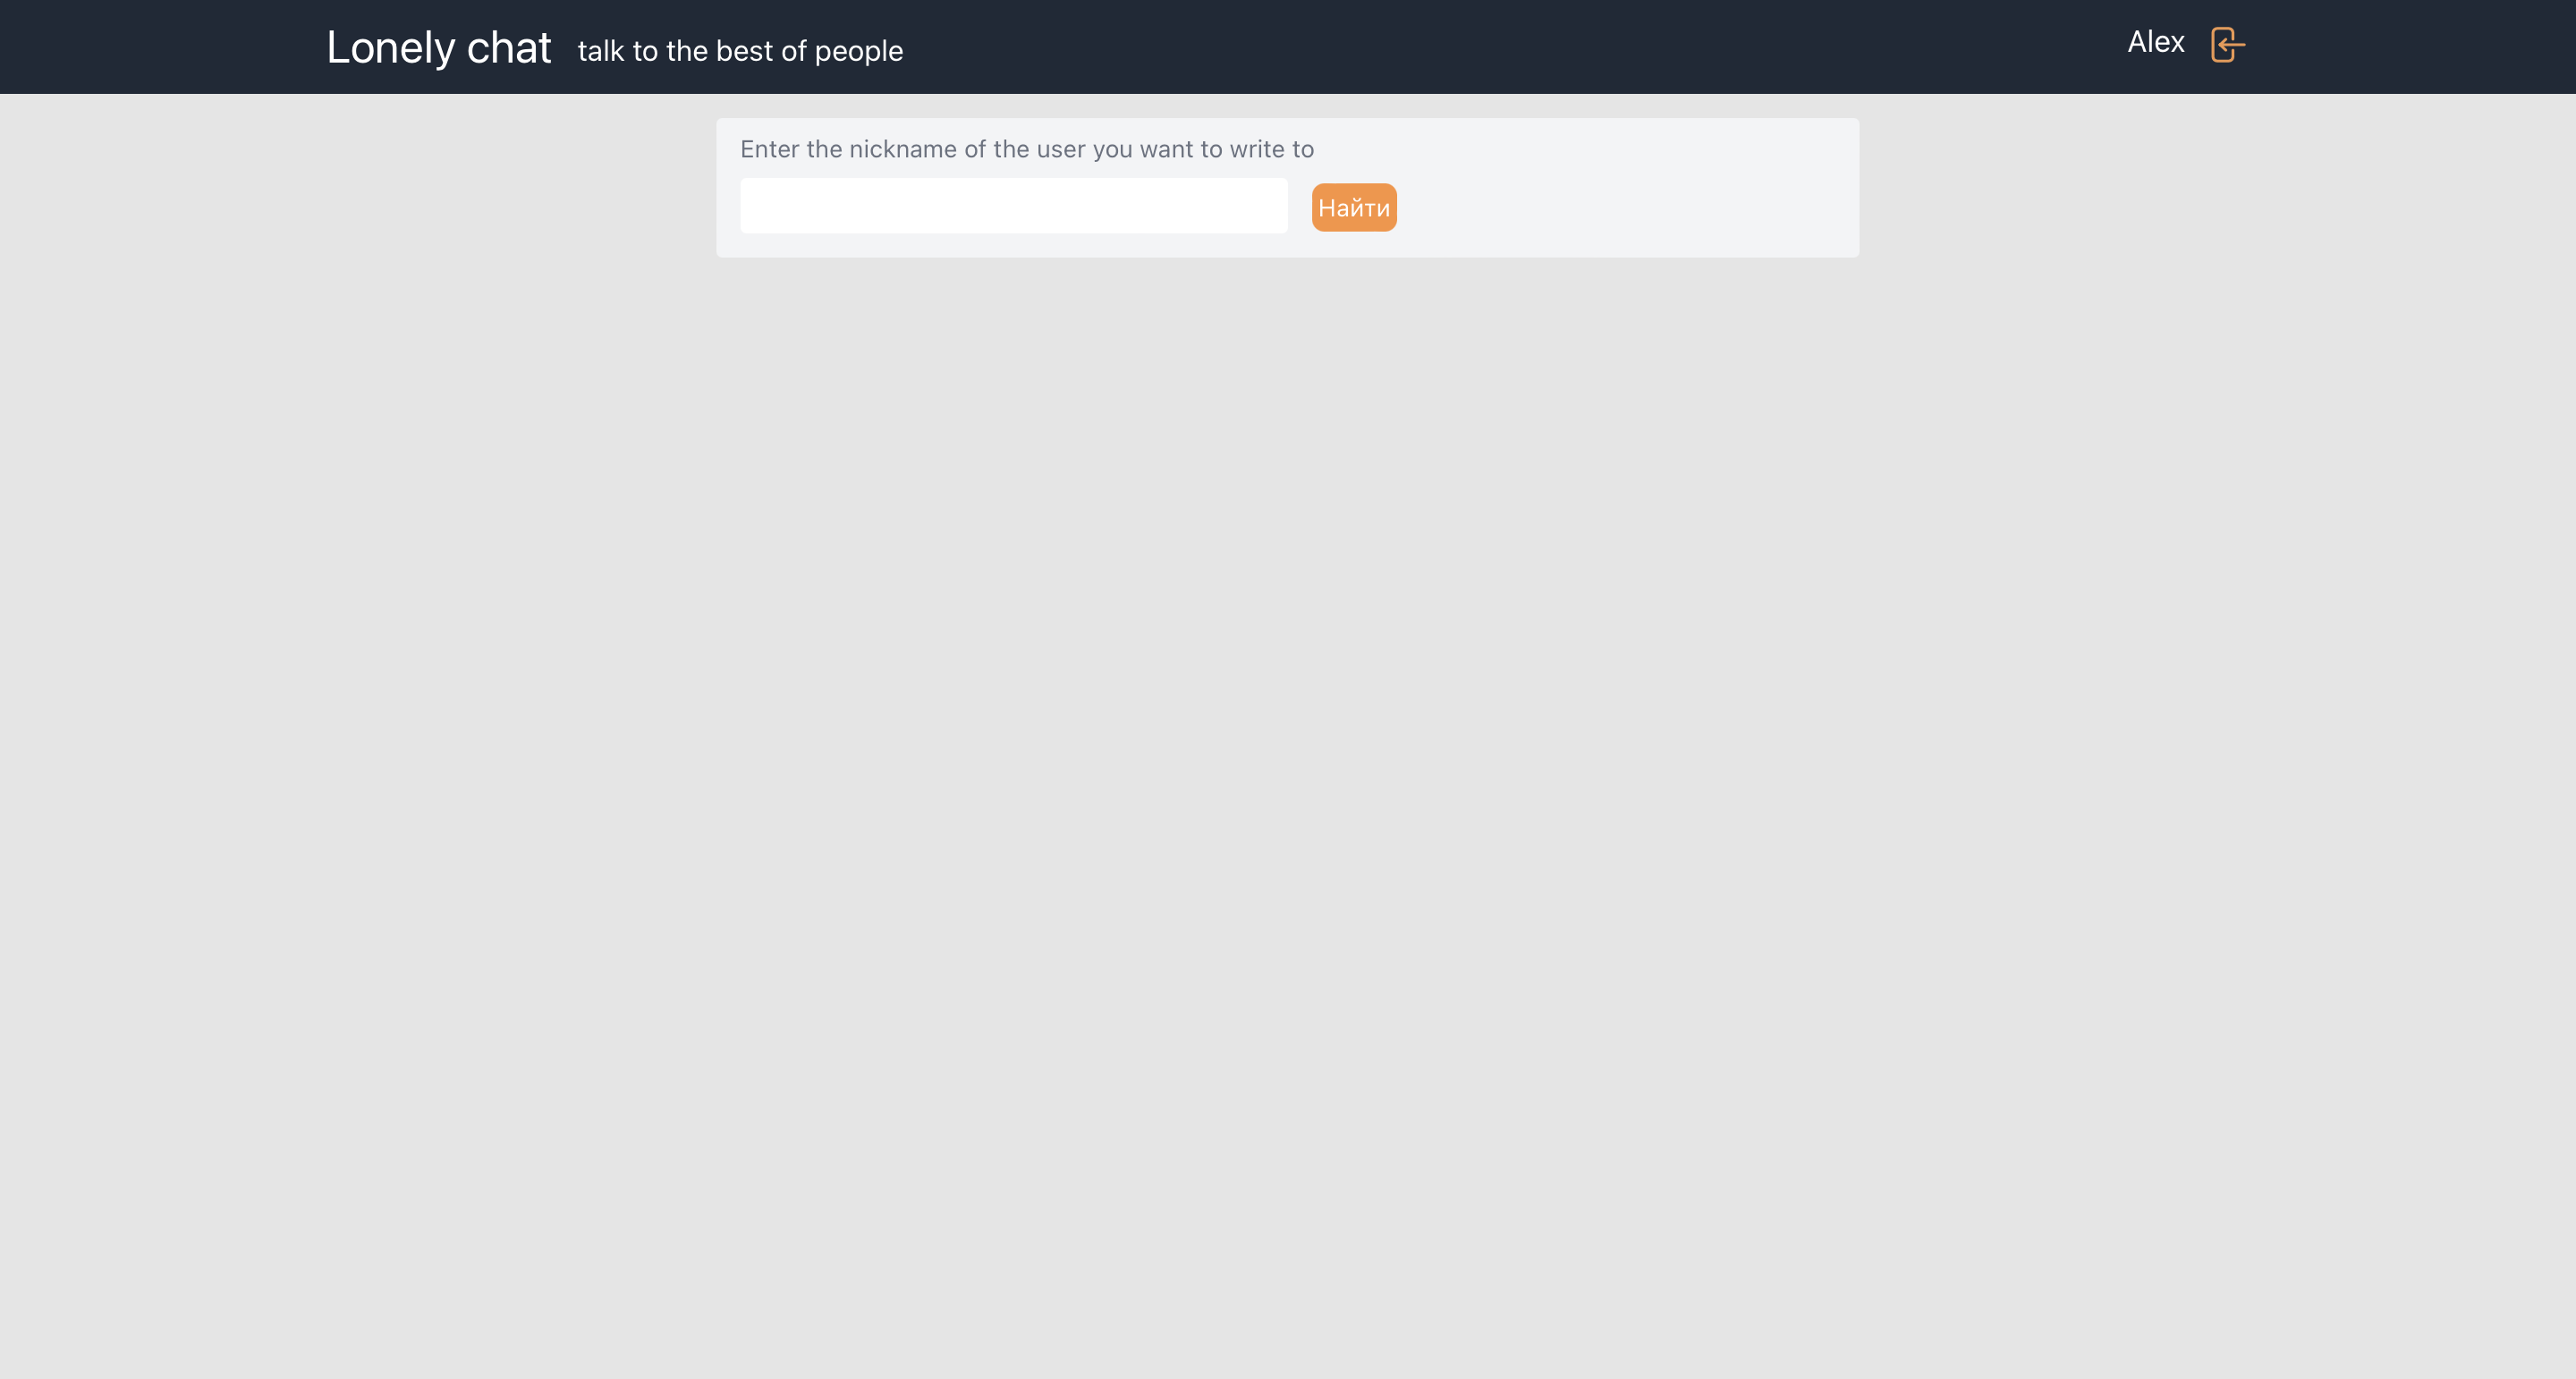 Lonely chat talk to the best of people Alex
Enter the nickname of the user you want to write to
Найти